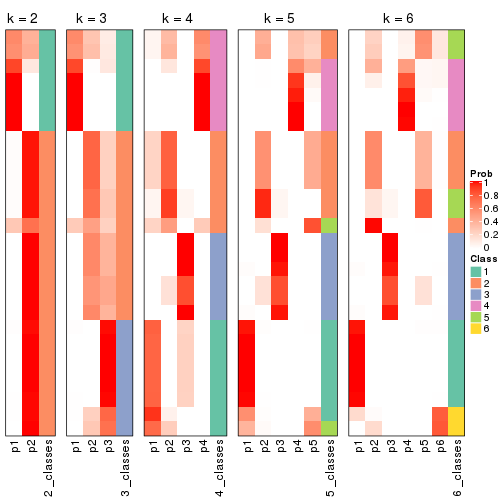 k = 2
k = 3
k = 4
k = 5
k = 6
p1
p2
2_classes
p1
p2
p3
3_classes
p1
p2
p3
p4
4_classes
p1
p2
p3
p4
p5
5_classes
p1
p2
p3
p4
p5
p6
6_classes
Prob
1
0.8
0.6
0.4
0.2
0
Class
1
2
3
4
5
6